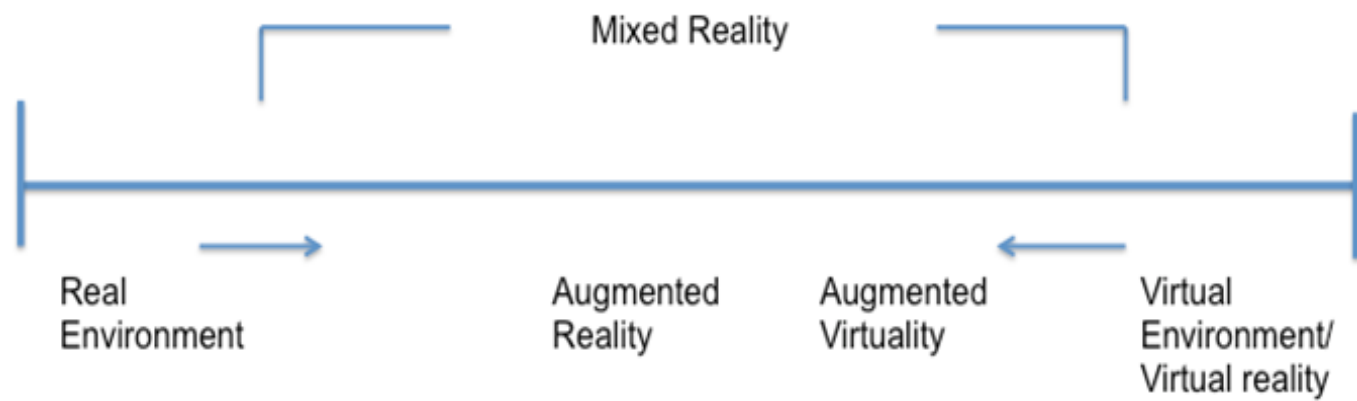 Mixed Reality
Real
Environment
Augmented
Reality
Augmented
Virtuality
Virtual
Environment/
Virtual reality